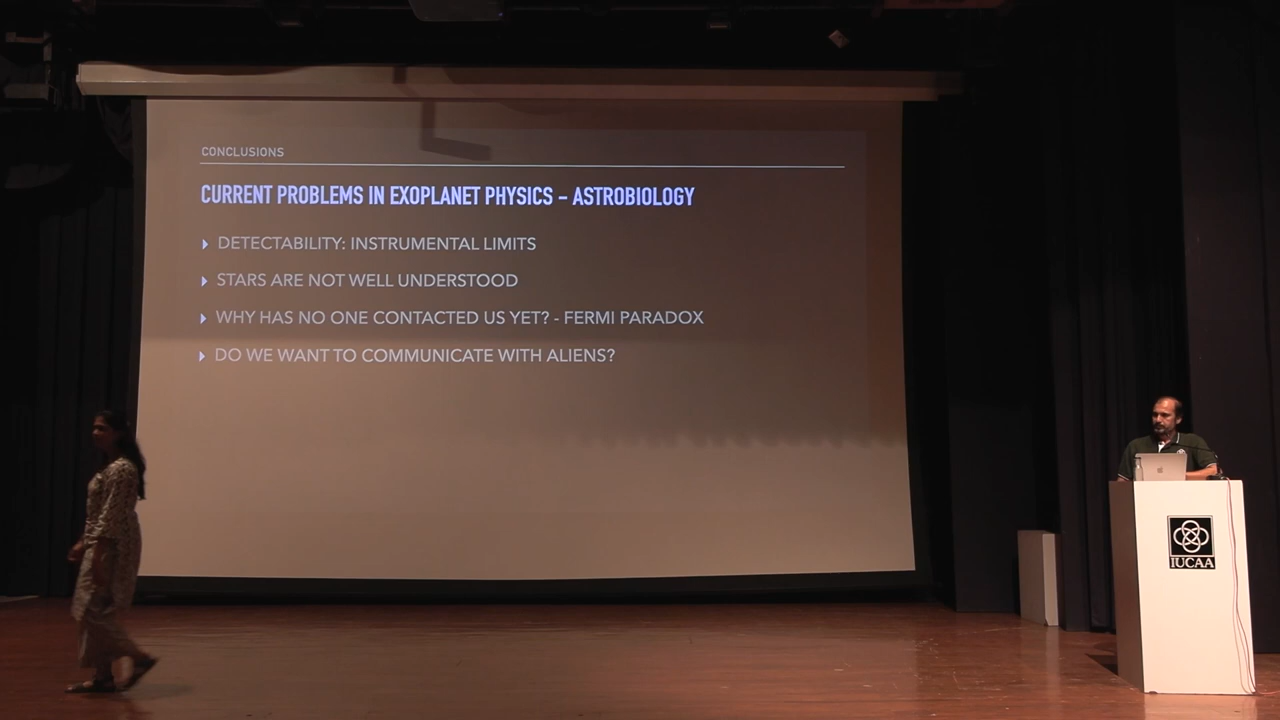 CONCLUSIONS
CURRENT PROBLEMS IN EXOPLANET PHYSICS – ASTROBIOLOGY
DETECTABILITY: INSTRUMENTAL LIMITS
STARS ARE NOT WELL UNDERSTOOD
WHY HAS NO ONE CONTACTED US YET? - FERMI PARADOX
DO WE WANT TO COMMUNICATE WITH ALIENS?
IUCAA